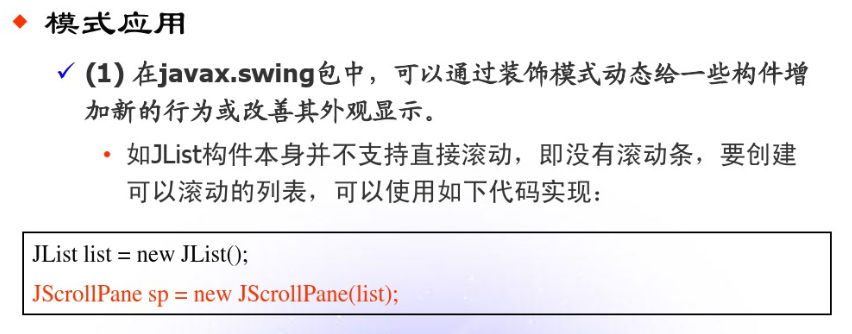 ◆ 模式应用
✓ (1) 在javax.swing包中，可以通过装饰模式动态给一些构件增
加新的行为或改善其外观显示。
• 如JList构件本身并不支持直接滚动，即没有滚动条，要创建
可以滚动的列表，可以使用如下代码实现：
JList list = new JList();
JScrollPane sp = new JScrollPane(list);